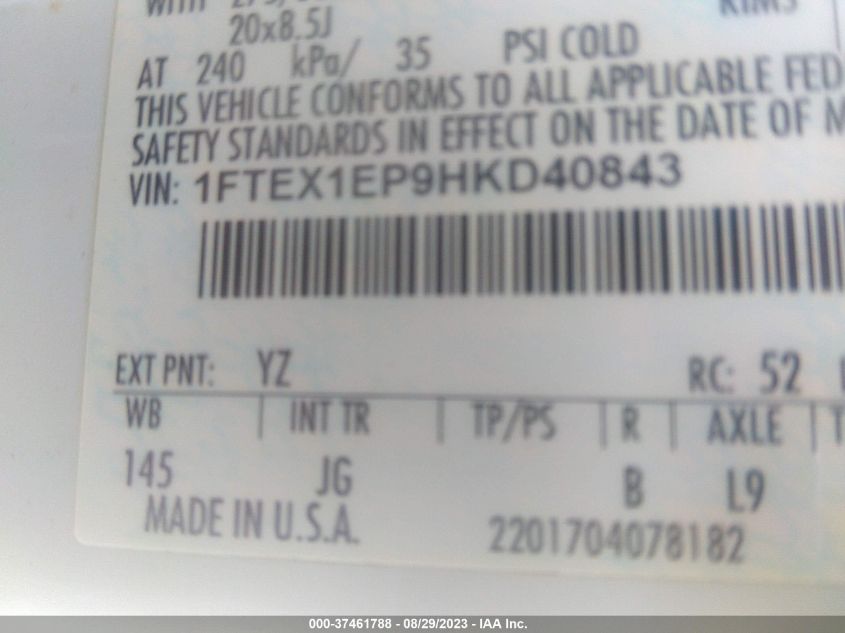 WITH
20x8.5J
AT 240 kPa/ 35 PSI COLD
THIS VEHICLE CONFORMS TO ALL APPLICABLE FED
SAFETY STANDARDS IN EFFECT ON THE DATE OF M
VIN: 1FTEX1EP9HKD40843
EXT PNT: YZ RC: 52
WB INT TR TP/PS R AXLE T
145 JG B L9
MADE IN U.S.A. 2201704078182
000-37461788 - 08/29/2023 - IAA Inc.